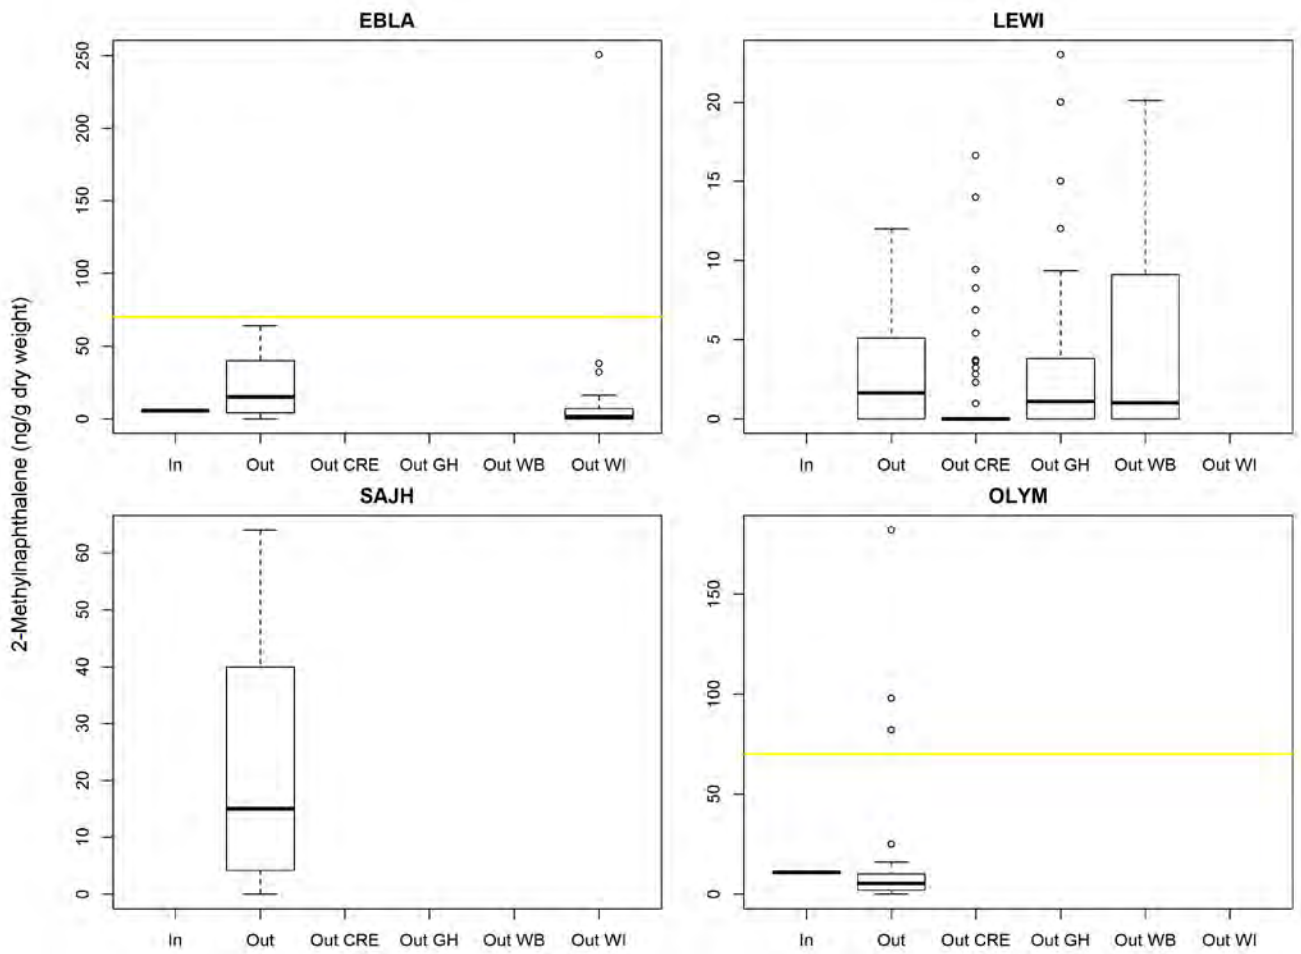 EBLA
LEWI
2-Methylnaphthalene (ng/g dry weight)
250
200
150
100
50
0
In Out Out CRE Out GH Out WB Out WI
20
15
10
5
0
In Out Out CRE Out GH Out WB Out WI
SAJH
OLYM
60
50
40
30
20
10
0
In Out Out CRE Out GH Out WB Out WI
150
100
50
0
In Out Out CRE Out GH Out WB Out WI